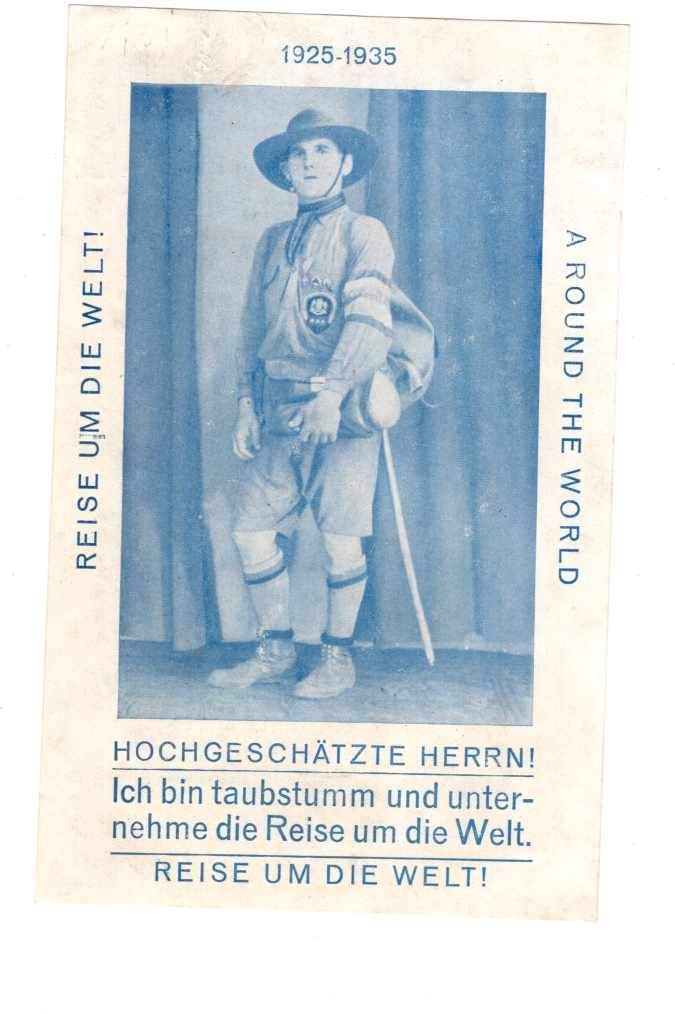 1925-1935
REISE UM DIE WELT!
A ROUND THE WORLD
HOCHGESCHÄTZTE HERRN!
Ich bin taubstumm und unter-
nehme die Reise um die Welt.
REISE UM DIE WELT!